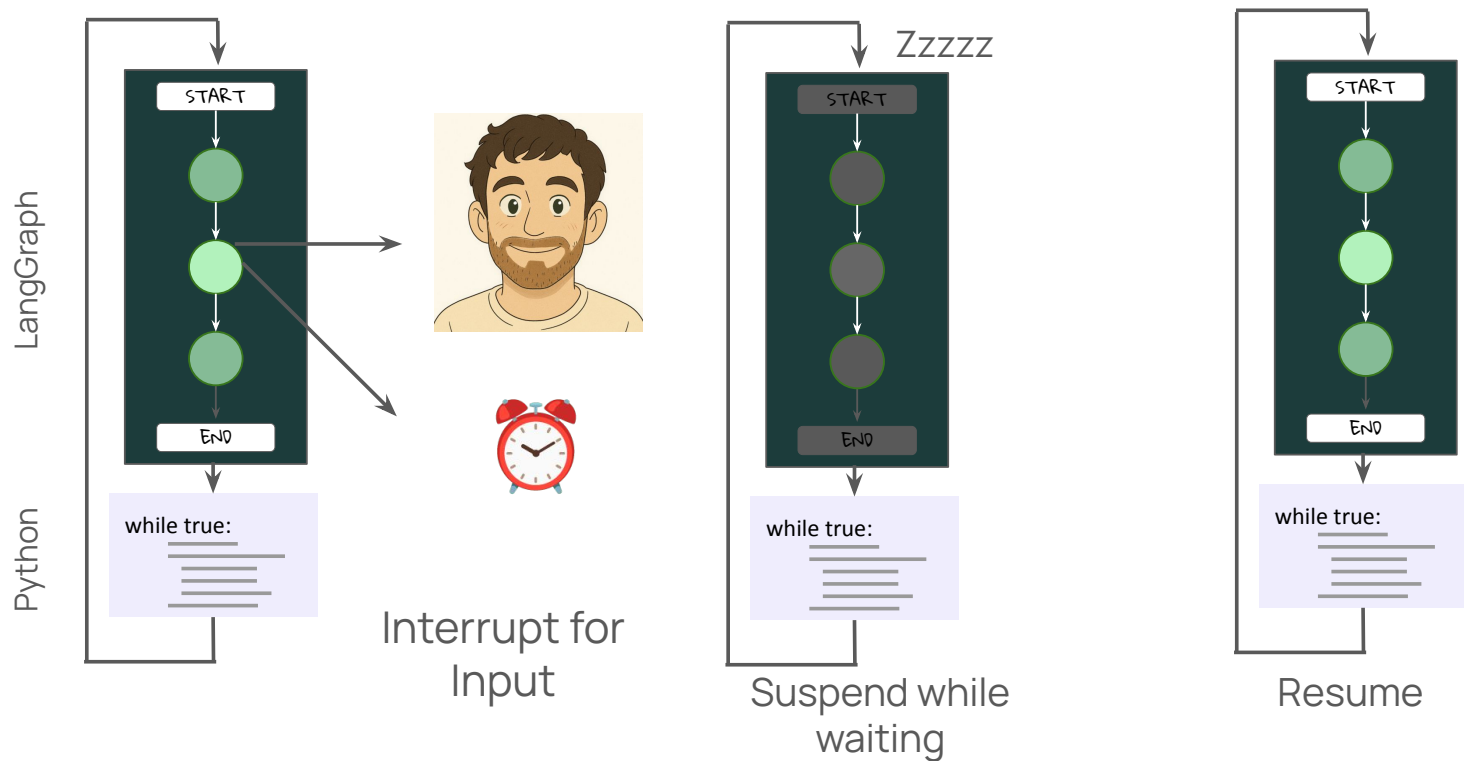 LangGraph
Python
START
END
while true:
Interrupt for
Input
Zzzzz
START
END
while true:
Suspend while
waiting
START
END
while true:
Resume